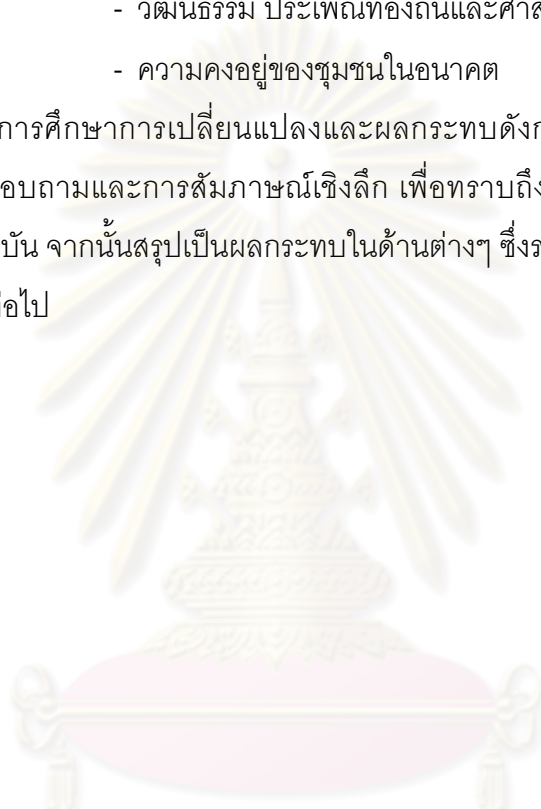 - วัฒนธรรม ประเพณีท้องถิ่นและศาส
- ความคงอยู่ของชุมชนในอนาคต
การศึกษาการเปลี่ยนแปลงและผลกระทบดังก
อบถามและการสัมภาษณ์เชิงลึก เพื่อทราบถึง
บัน จากนั้นสรุปเป็นผลกระทบในด้านต่างๆ ซึ่งร
่อไป